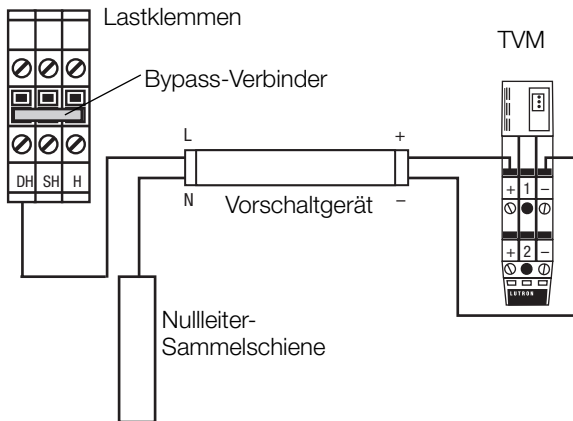 Lastklemmen
TVM
Bypass-Verbinder
L +
N Vorschaltgerät –
DH SH H
+ 1 –
+ 2 –
LUTRON
Nullleiter-
Sammelschiene